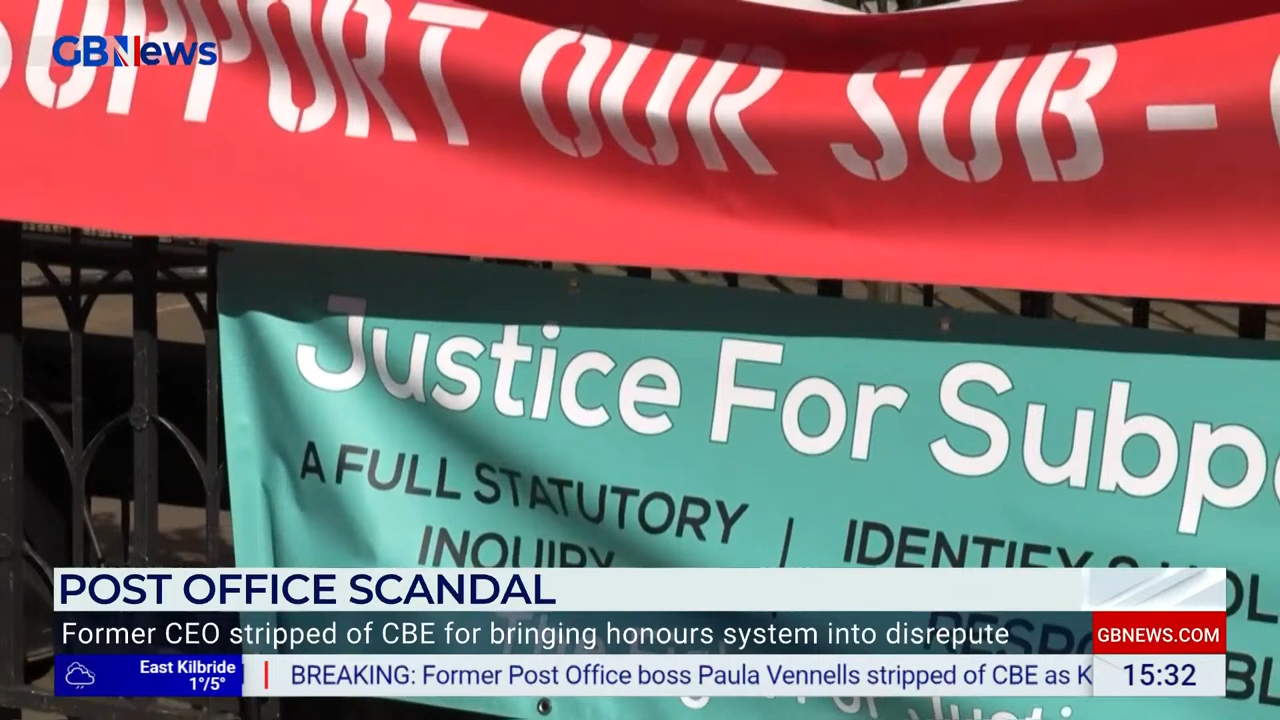 GBNews
SUPPORT OUR SUB -
Justice For Subp
A FULL STATUTORY
INQUIRY
IDENTIFY & HOL
POST OFFICE SCANDAL
Former CEO stripped of CBE for bringing honours system into disrepute
GBNEWS.COM
East Kilbride
1°/5°
BREAKING: Former Post Office boss Paula Vennells stripped of CBE as K
15:32